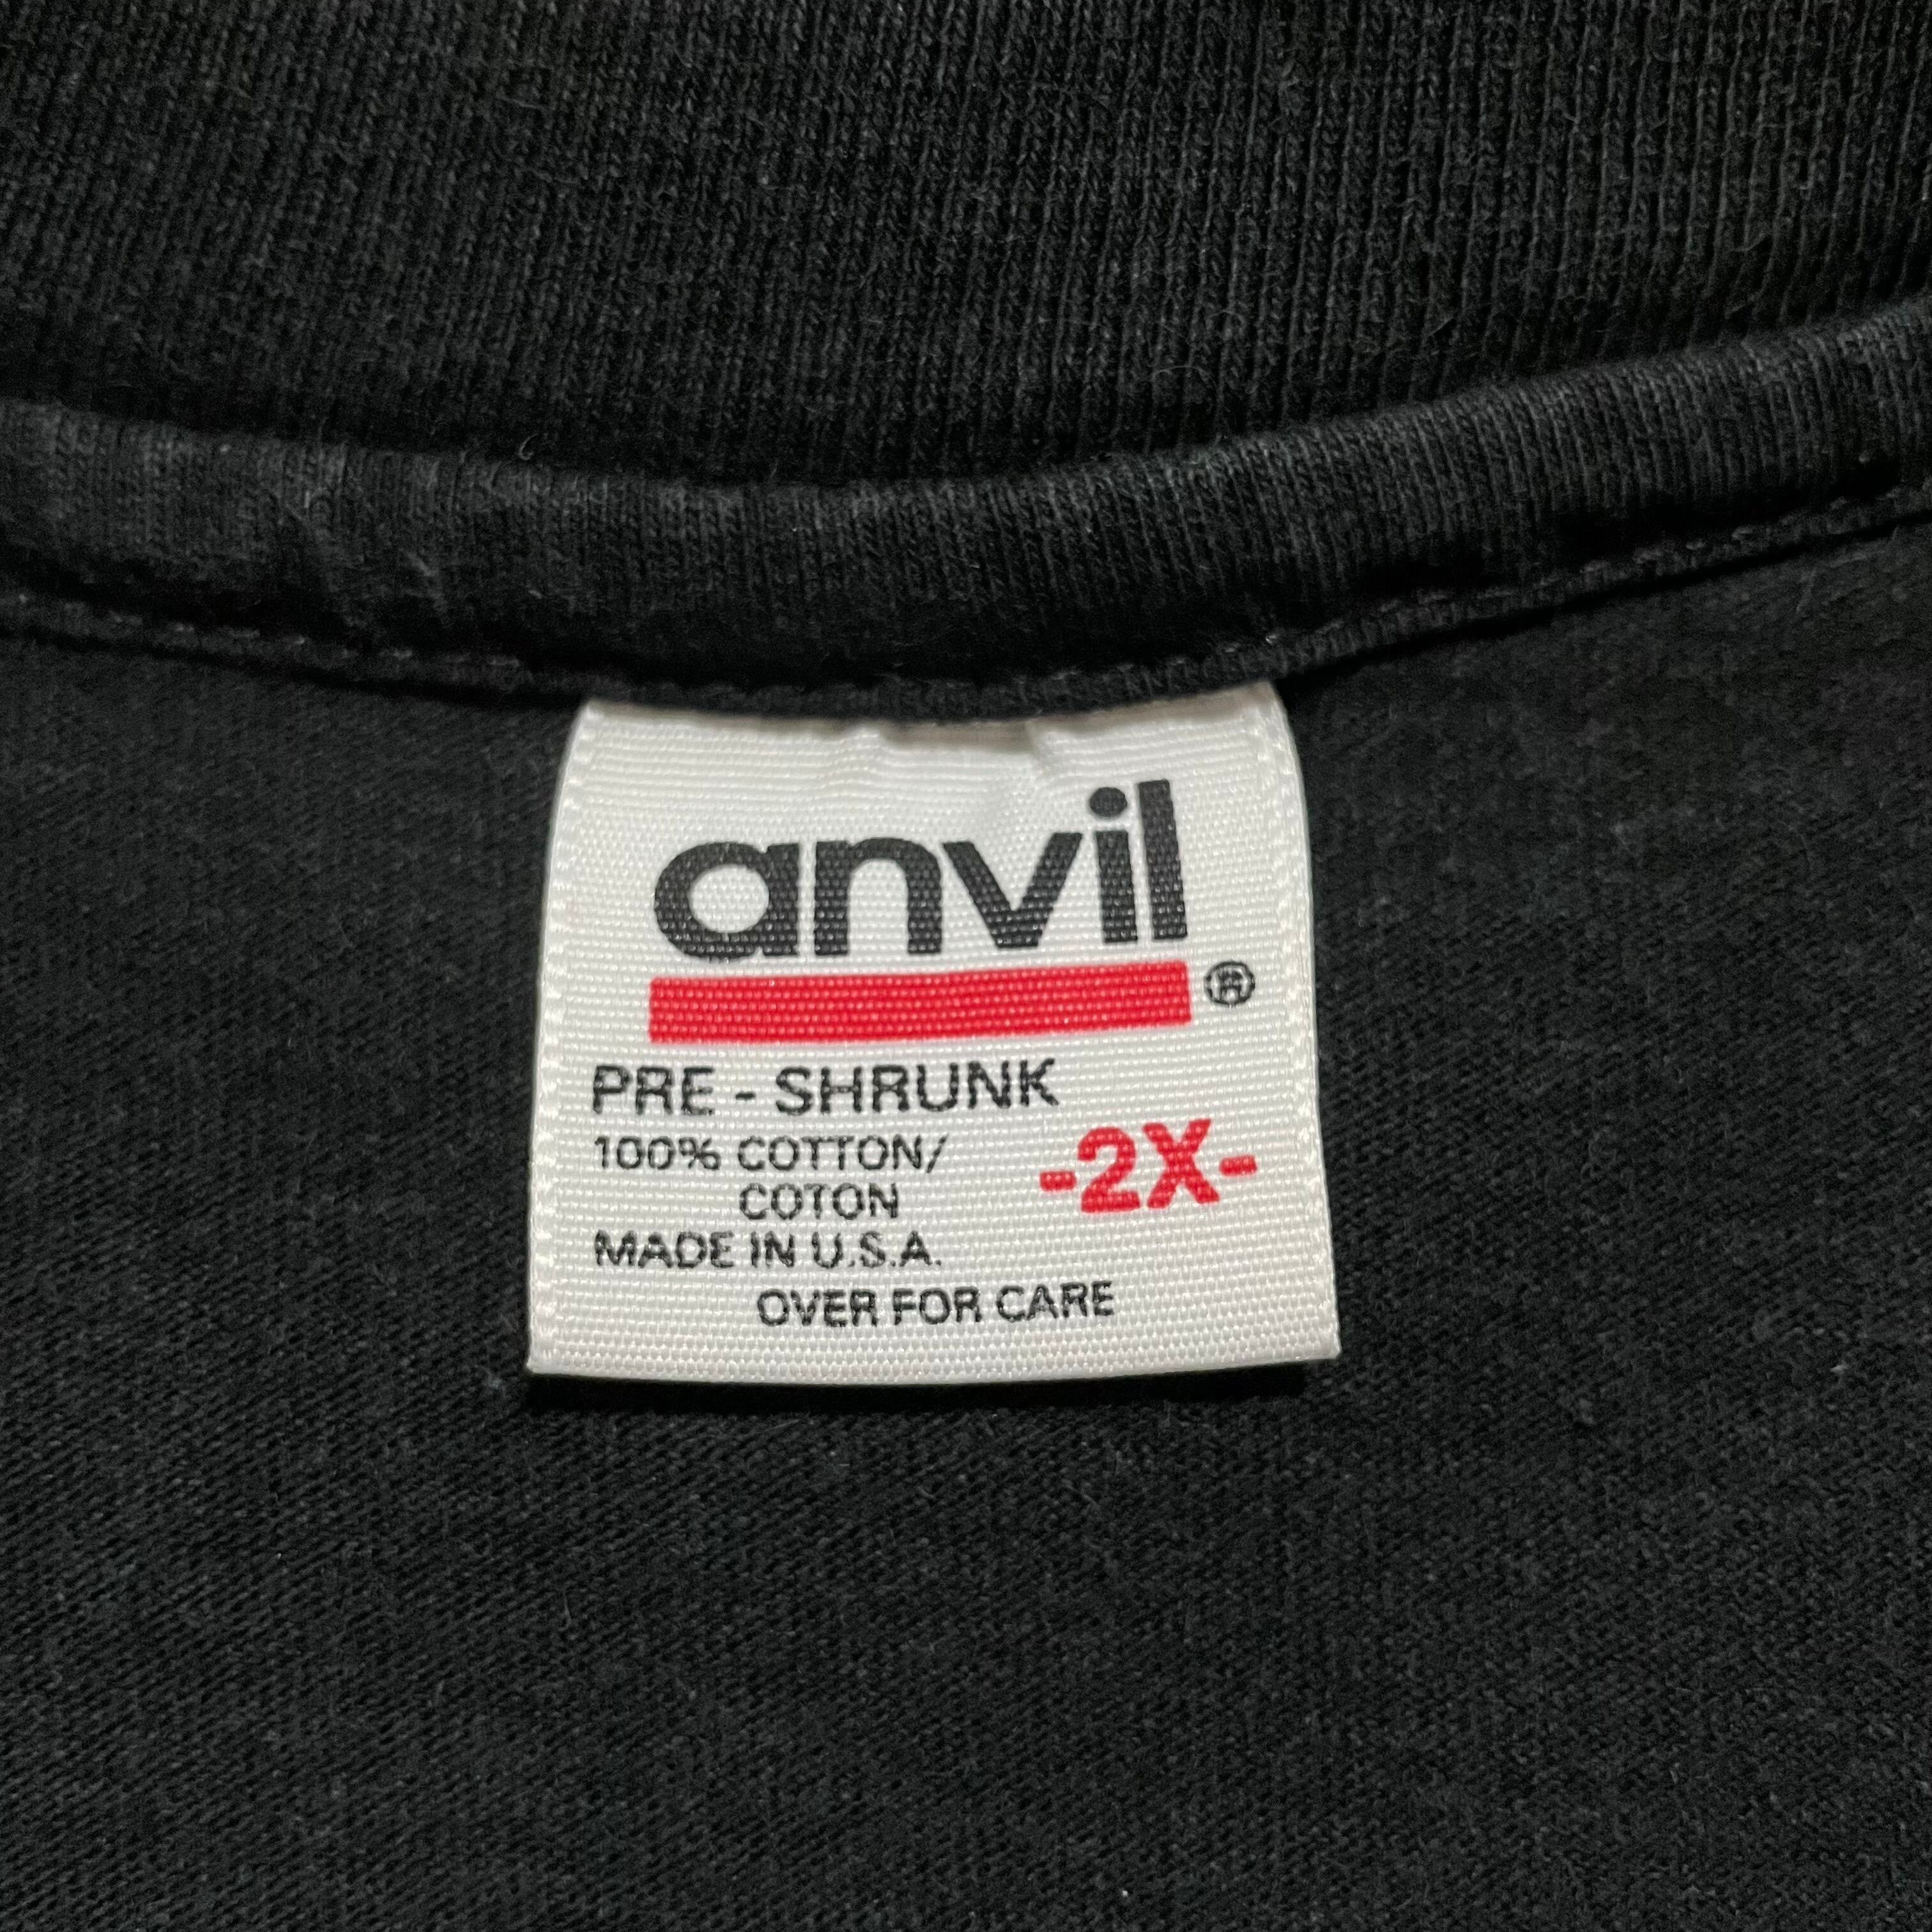 anvil
®
PRE - SHRUNK
100% COTTON/
COTON
-2X-
MADE IN U.S.A.
OVER FOR CARE